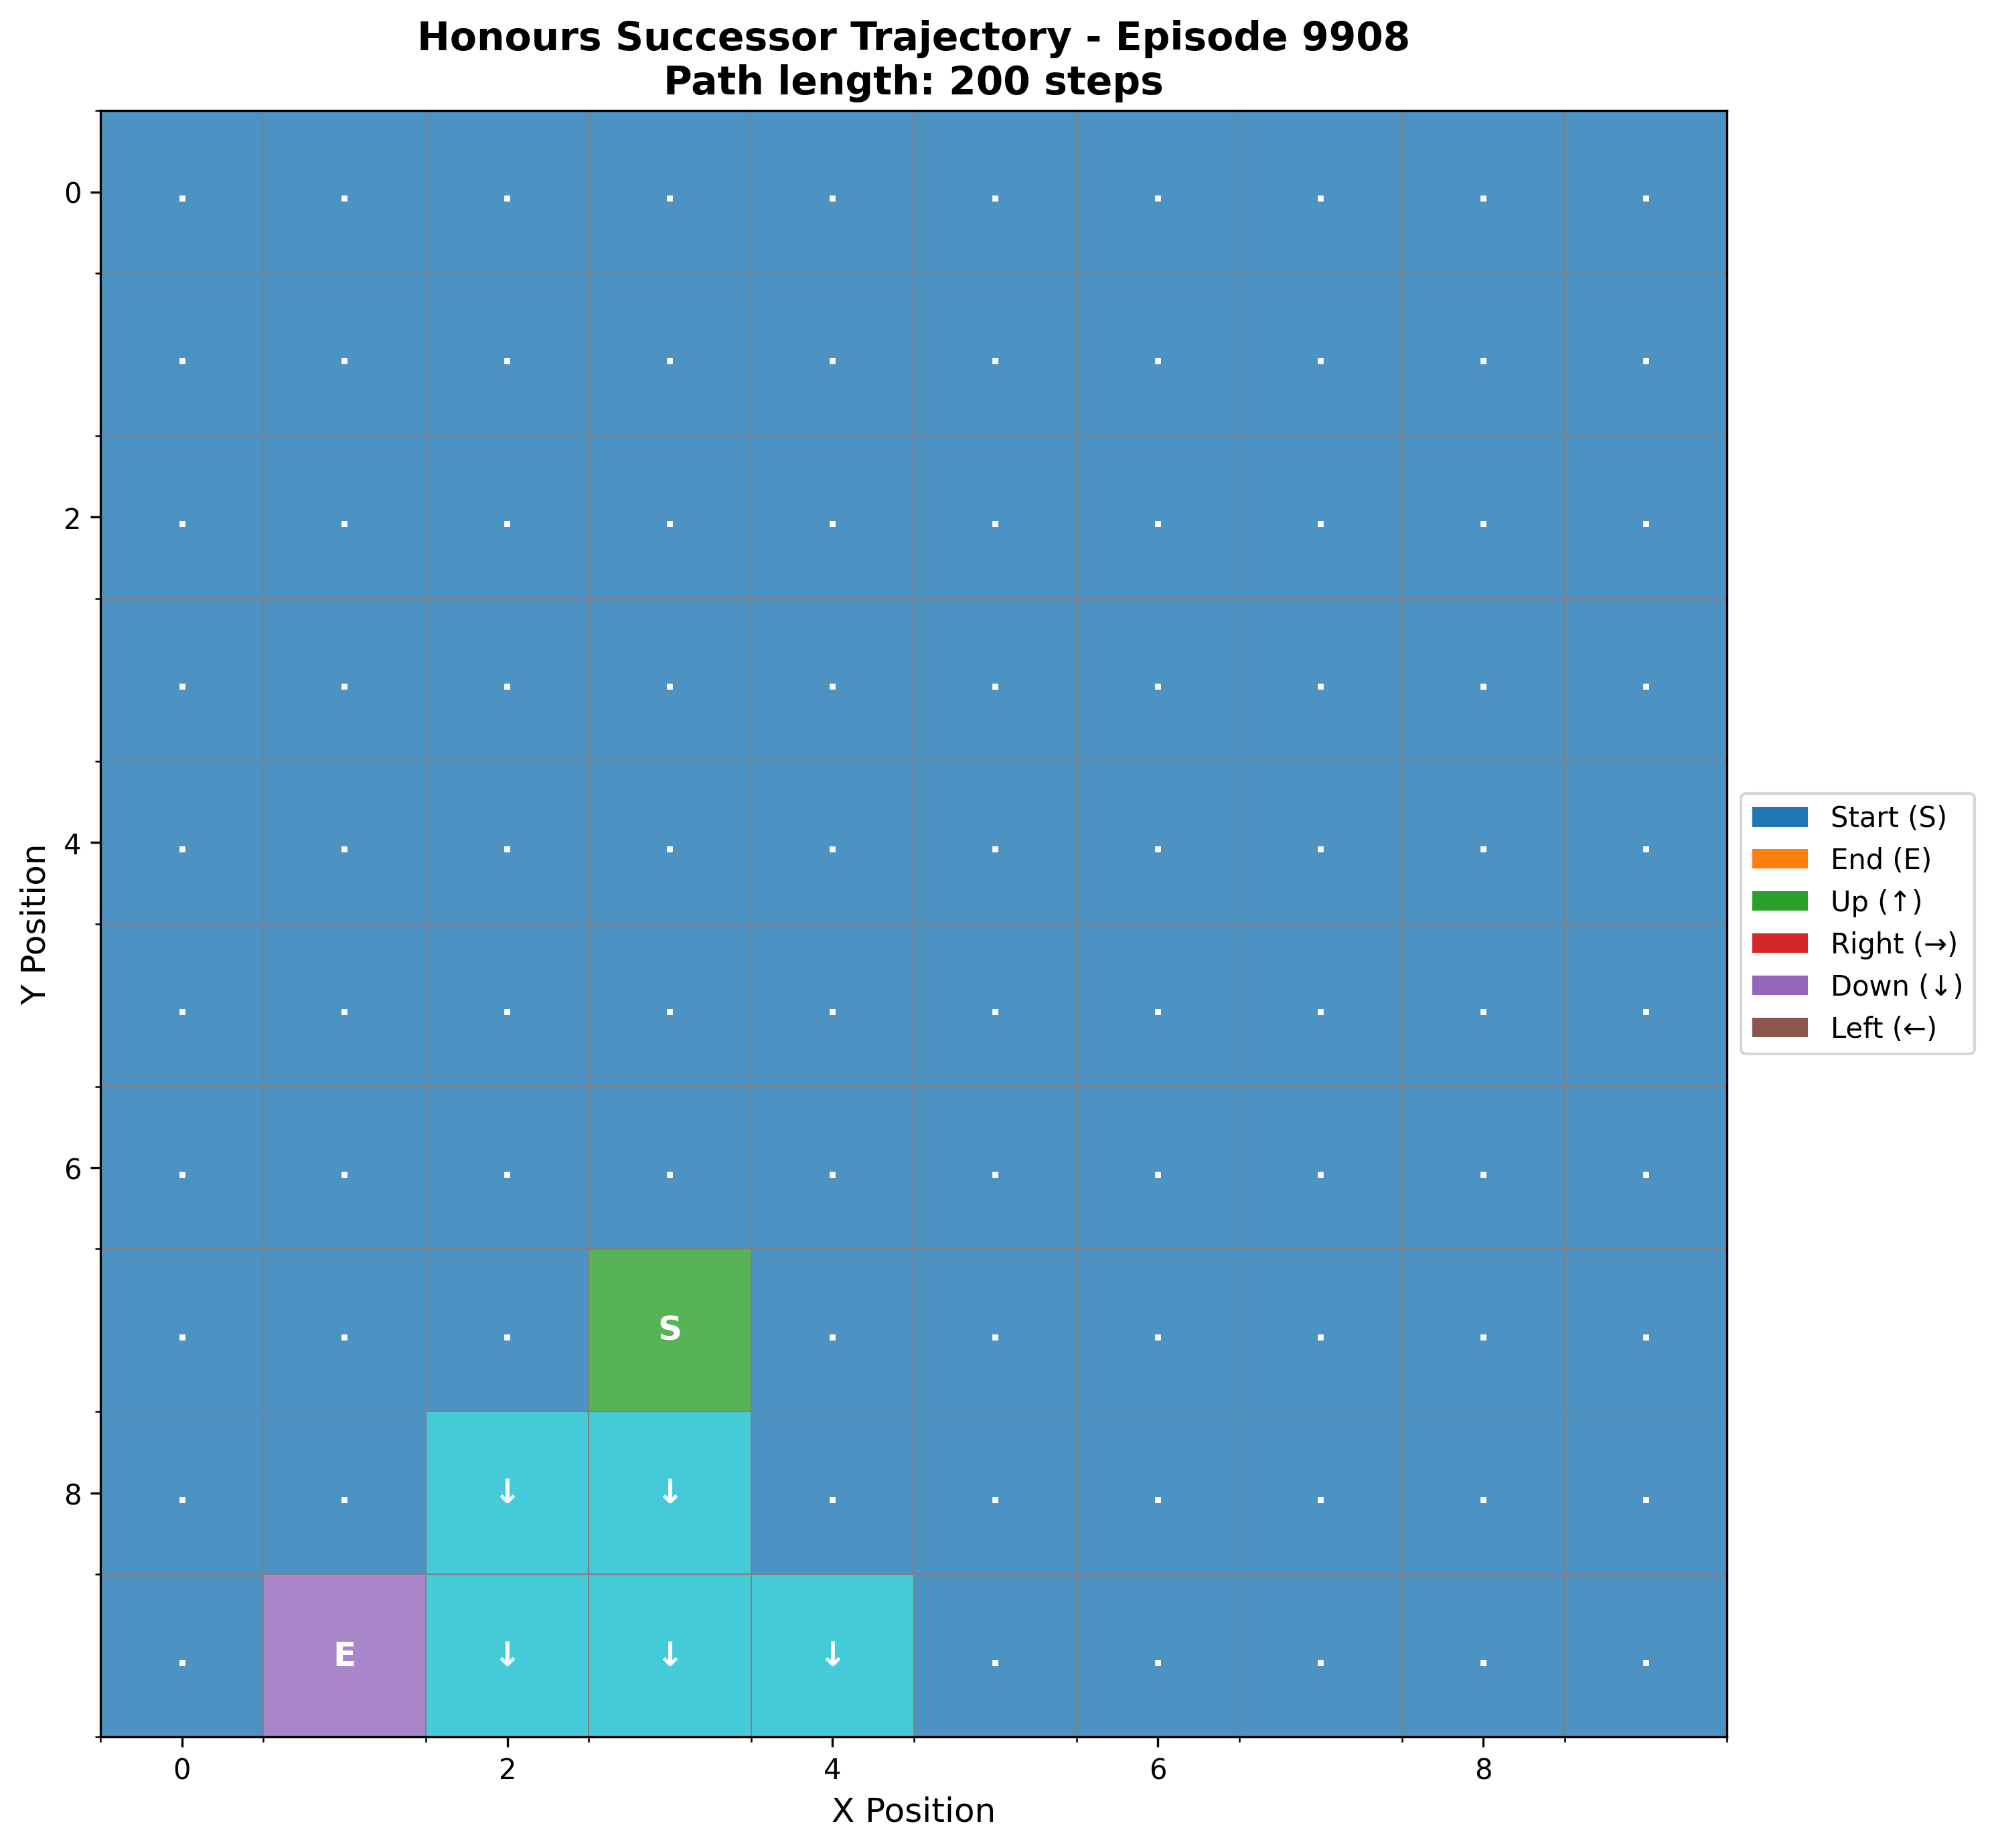 Honours Successor Trajectory - Episode 9908
Path length: 200 steps
0
2
4
6
8
Y Position
S
↓ ↓
E ↓ ↓ ↓
0 2 4 6 8
X Position
Start (S)
End (E)
Up (↑)
Right (→)
Down (↓)
Left (←)